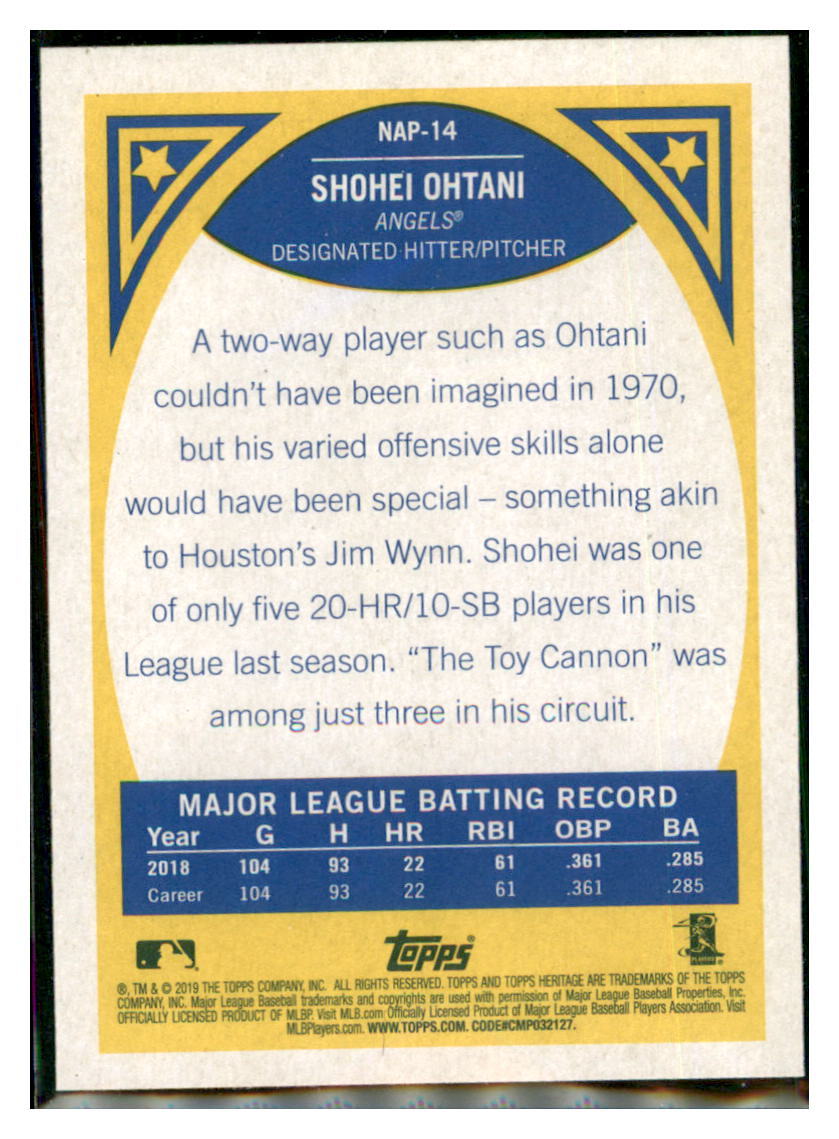 NAP-14
SHOHEI OHTANI
ANGELS®
DESIGNATED HITTER/PITCHER
A two-way player such as Ohtani
couldn't have been imagined in 1970,
but his varied offensive skills alone
would have been special – something akin
to Houston's Jim Wynn. Shohei was one
of only five 20-HR/10-SB players in his
League last season. “The Toy Cannon” was
among just three in his circuit.
MAJOR LEAGUE BATTING RECORD
Year G H HR RBI OBP BA
2018 104 93 22 61 .361 .285
Career 104 93 22 61 .361 .285
topps®
PLAYERS
®, TM & © 2019 THE TOPPS COMPANY, INC. ALL RIGHTS RESERVED. TOPPS AND TOPPS HERITAGE ARE TRADEMARKS OF THE TOPPS
COMPANY, INC. Major League Baseball trademarks and copyrights are used with permission of Major League Baseball Properties, Inc.
OFFICIALLY LICENSED PRODUCT OF MLBP. Visit MLB.com Officially Licensed Product of Major League Baseball Players Association. Visit
MLBPlayers.com. WWW.TOPPS.COM. CODE#CMP032127.